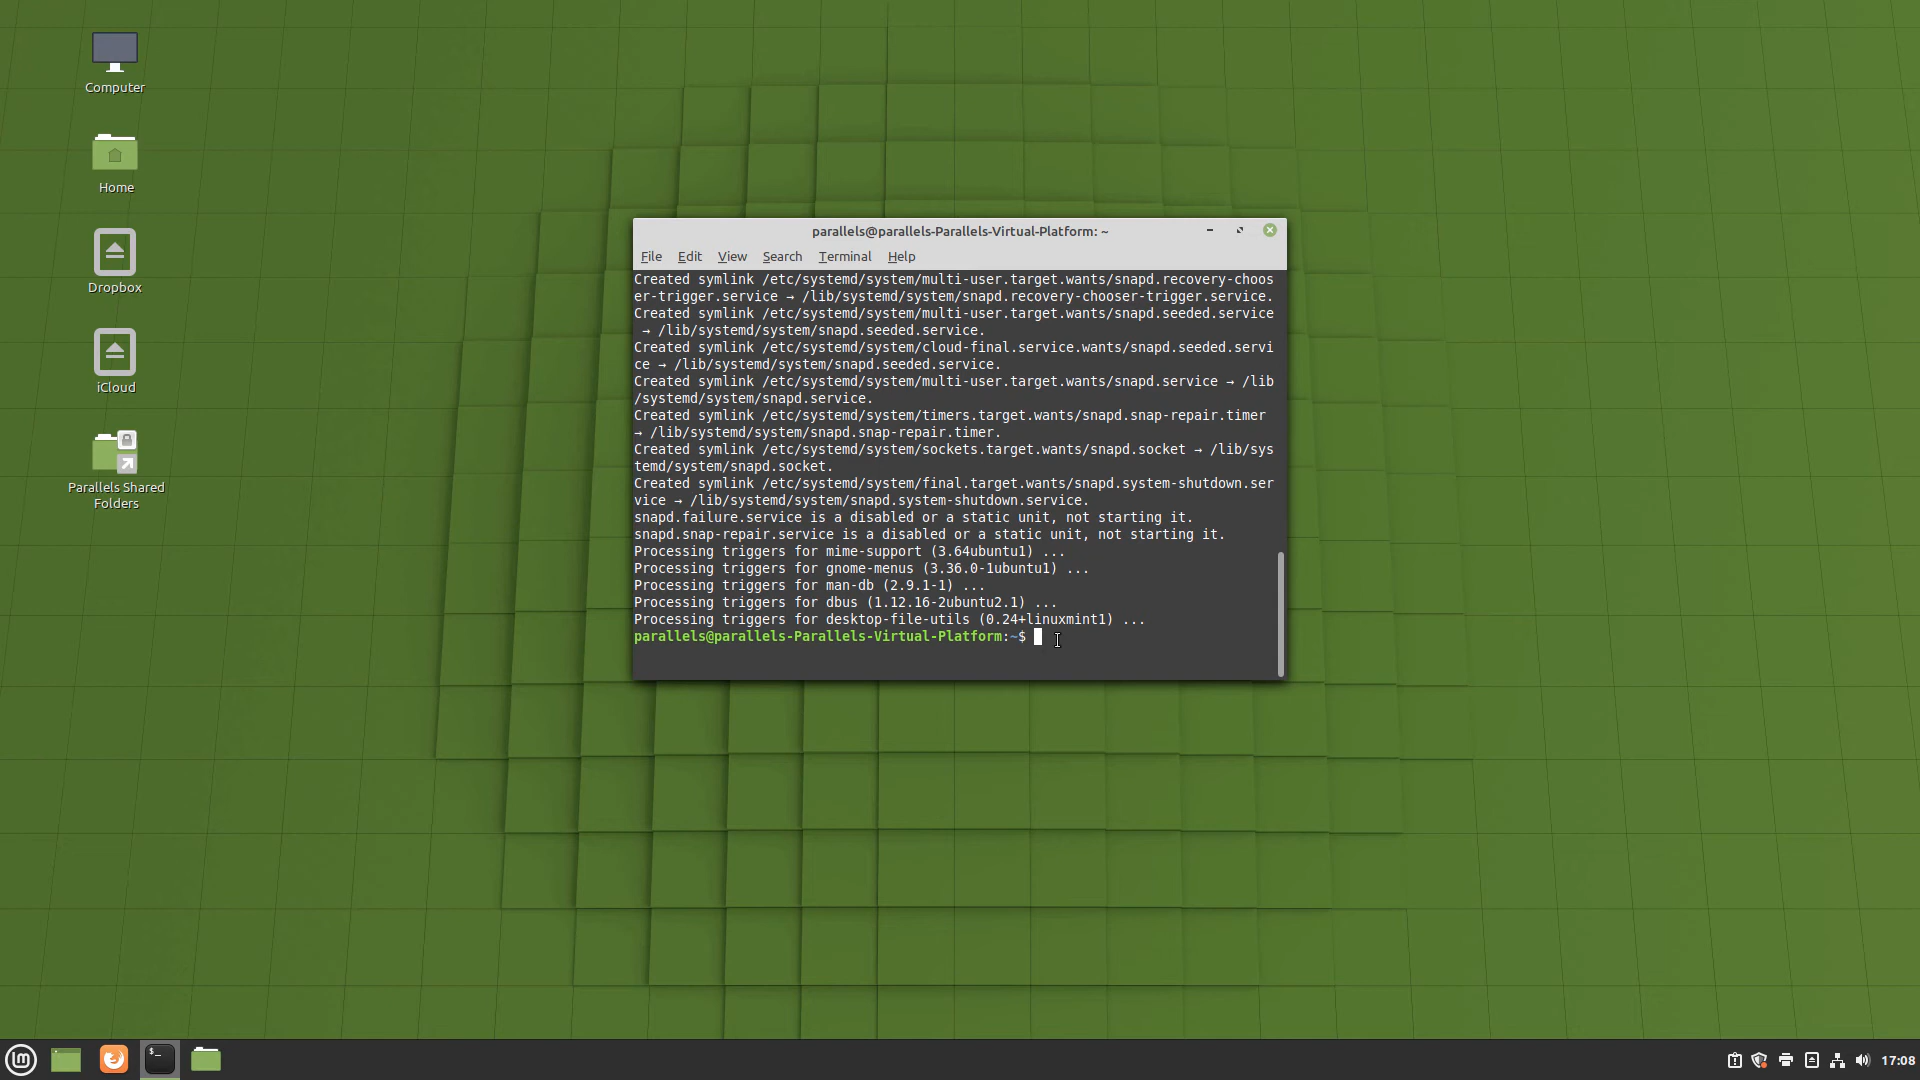 Computer
Home
Dropbox
iCloud
Parallels Shared
Folders
parallels@parallels-Parallels-Virtual-Platform: ~
File Edit View Search Terminal Help
Created symlink /etc/systemd/system/multi-user.target.wants/snapd.recovery-choos
er-trigger.service → /lib/systemd/system/snapd.recovery-chooser-trigger.service.
Created symlink /etc/systemd/system/multi-user.target.wants/snapd.seeded.service
→ /lib/systemd/system/snapd.seeded.service.
Created symlink /etc/systemd/system/cloud-final.service.wants/snapd.seeded.servi
ce → /lib/systemd/system/snapd.seeded.service.
Created symlink /etc/systemd/system/multi-user.target.wants/snapd.service → /lib
/systemd/system/snapd.service.
Created symlink /etc/systemd/system/timers.target.wants/snapd.snap-repair.timer
→ /lib/systemd/system/snapd.snap-repair.timer.
Created symlink /etc/systemd/system/sockets.target.wants/snapd.socket → /lib/sys
temd/system/snapd.socket.
Created symlink /etc/systemd/system/final.target.wants/snapd.system-shutdown.ser
vice → /lib/systemd/system/snapd.system-shutdown.service.
snapd.failure.service is a disabled or a static unit, not starting it.
snapd.snap-repair.service is a disabled or a static unit, not starting it.
Processing triggers for mime-support (3.64ubuntu1) ...
Processing triggers for gnome-menus (3.36.0-1ubuntu1) ...
Processing triggers for man-db (2.9.1-1) ...
Processing triggers for dbus (1.12.16-2ubuntu2.1) ...
Processing triggers for desktop-file-utils (0.24+linuxmint1) ...
parallels@parallels-Parallels-Virtual-Platform:~$
17:08